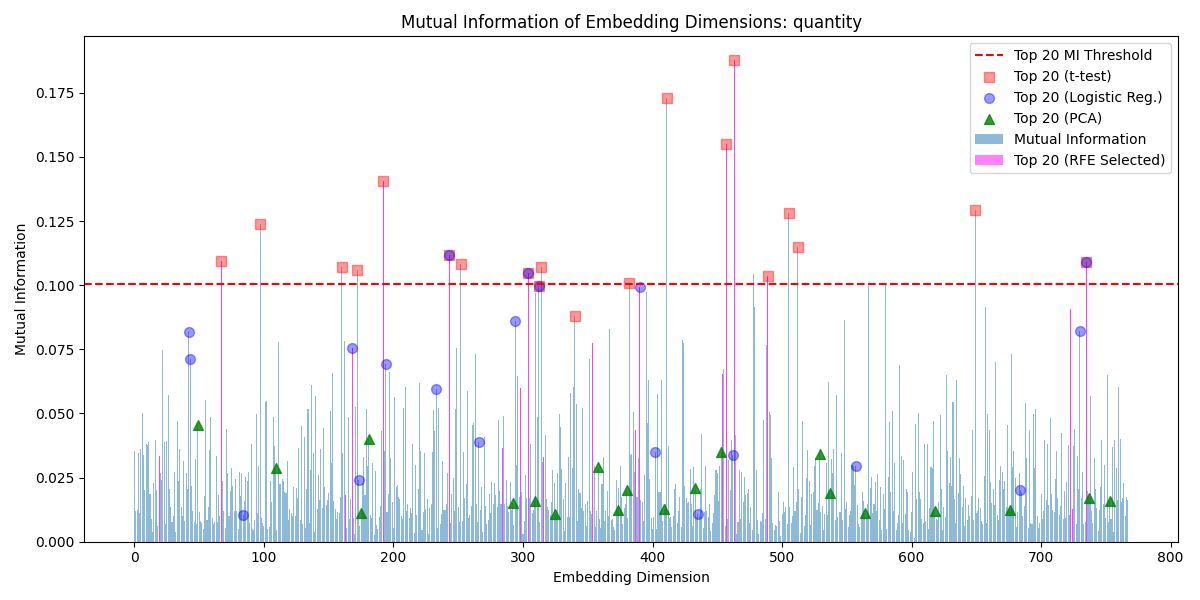 Mutual Information of Embedding Dimensions: quantity
Top 20 MI Threshold
Top 20 (t-test)
Top 20 (Logistic Reg.)
Top 20 (PCA)
Mutual Information
Top 20 (RFE Selected)
Mutual Information
0.175
0.150
0.125
0.100
0.075
0.050
0.025
0.000
0 100 200 300 400 500 600 700 800
Embedding Dimension